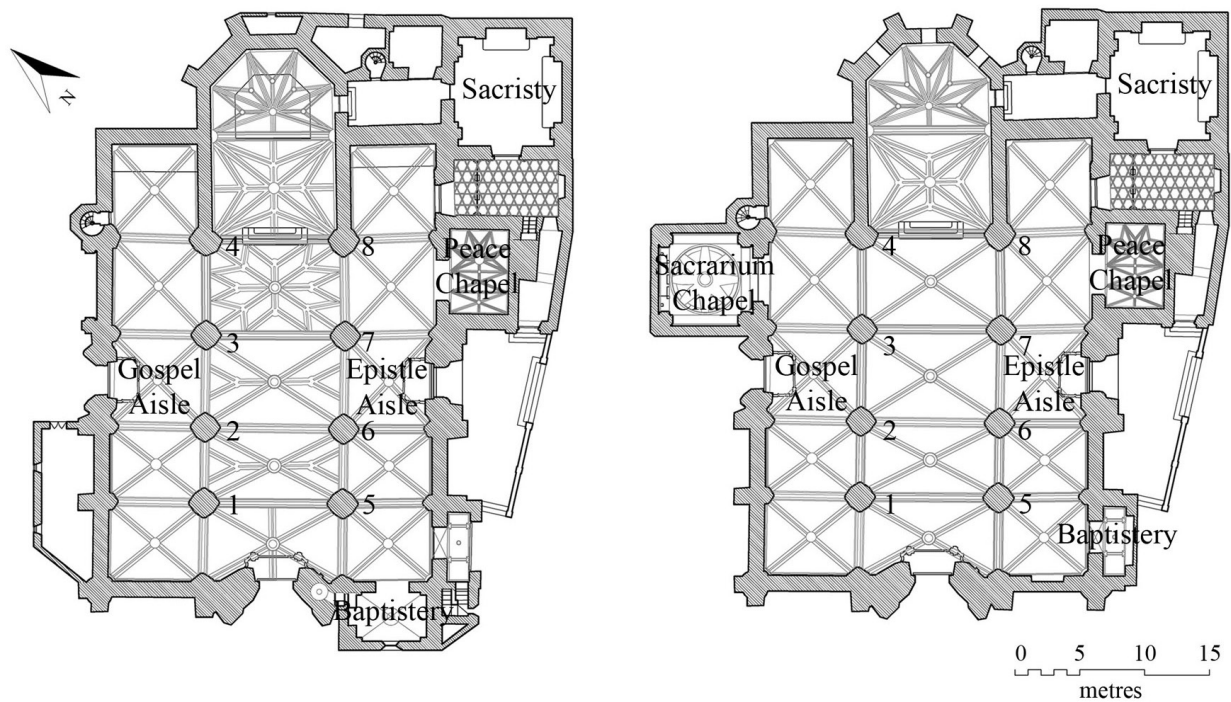 N
Sacristy
Peace
Chapel
4
8
3
7
Gospel
Aisle
Epistle
Aisle
2
6
1
5
Baptistery
Sacristy
Sacrarium
Chapel
Peace
Chapel
4
8
3
7
Gospel
Aisle
Epistle
Aisle
2
6
1
5
Baptistery
0 5 10 15
metres